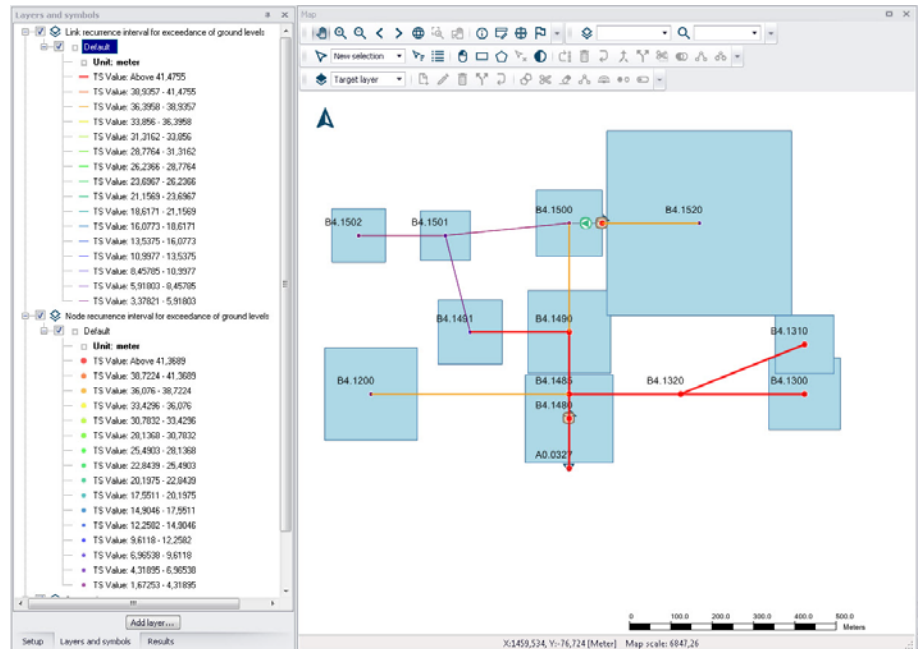 Layers and symbols
Link recurrence interval for exceedance of ground levels
Default
Unit: meter
TS Value: Above 41,4755
TS Value: 38,9357 - 41,4755
TS Value: 36,3958 - 38,9357
TS Value: 33,856 - 36,3958
TS Value: 31,3162 - 33,856
TS Value: 28,7764 - 31,3162
TS Value: 26,2366 - 28,7764
TS Value: 23,6967 - 26,2366
TS Value: 21,1569 - 23,6967
TS Value: 18,6171 - 21,1569
TS Value: 16,0773 - 18,6171
TS Value: 13,5375 - 16,0773
TS Value: 10,9977 - 13,5375
TS Value: 8,45785 - 10,9977
TS Value: 5,91803 - 8,45785
TS Value: 3,37821 - 5,91803
Node recurrence interval for exceedance of ground levels
Default
Unit: meter
TS Value: Above 41,3689
TS Value: 38,7224 - 41,3689
TS Value: 36,076 - 38,7224
TS Value: 33,4296 - 36,076
TS Value: 30,7832 - 33,4296
TS Value: 28,1368 - 30,7832
TS Value: 25,4903 - 28,1368
TS Value: 22,8439 - 25,4903
TS Value: 20,1975 - 22,8439
TS Value: 17,5511 - 20,1975
TS Value: 14,9046 - 17,5511
TS Value: 12,2582 - 14,9046
TS Value: 9,6118 - 12,2582
TS Value: 6,96538 - 9,6118
TS Value: 4,31895 - 6,96538
TS Value: 1,67253 - 4,31895
Add layer...
Setup Layers and symbols Results
Map
New selection
Target layer
B4.1502
B4.1501
B4.1500
B4.1520
B4.1491
B4.1490
B4.1310
B4.1200
B4.1485
B4.1320
B4.1300
B4.1480
A0.0327
0 100.0 200.0 300.0 400.0 500.0
Meters
X:1459,534, Y:-76,724 [Meter] Map scale: 6847,26